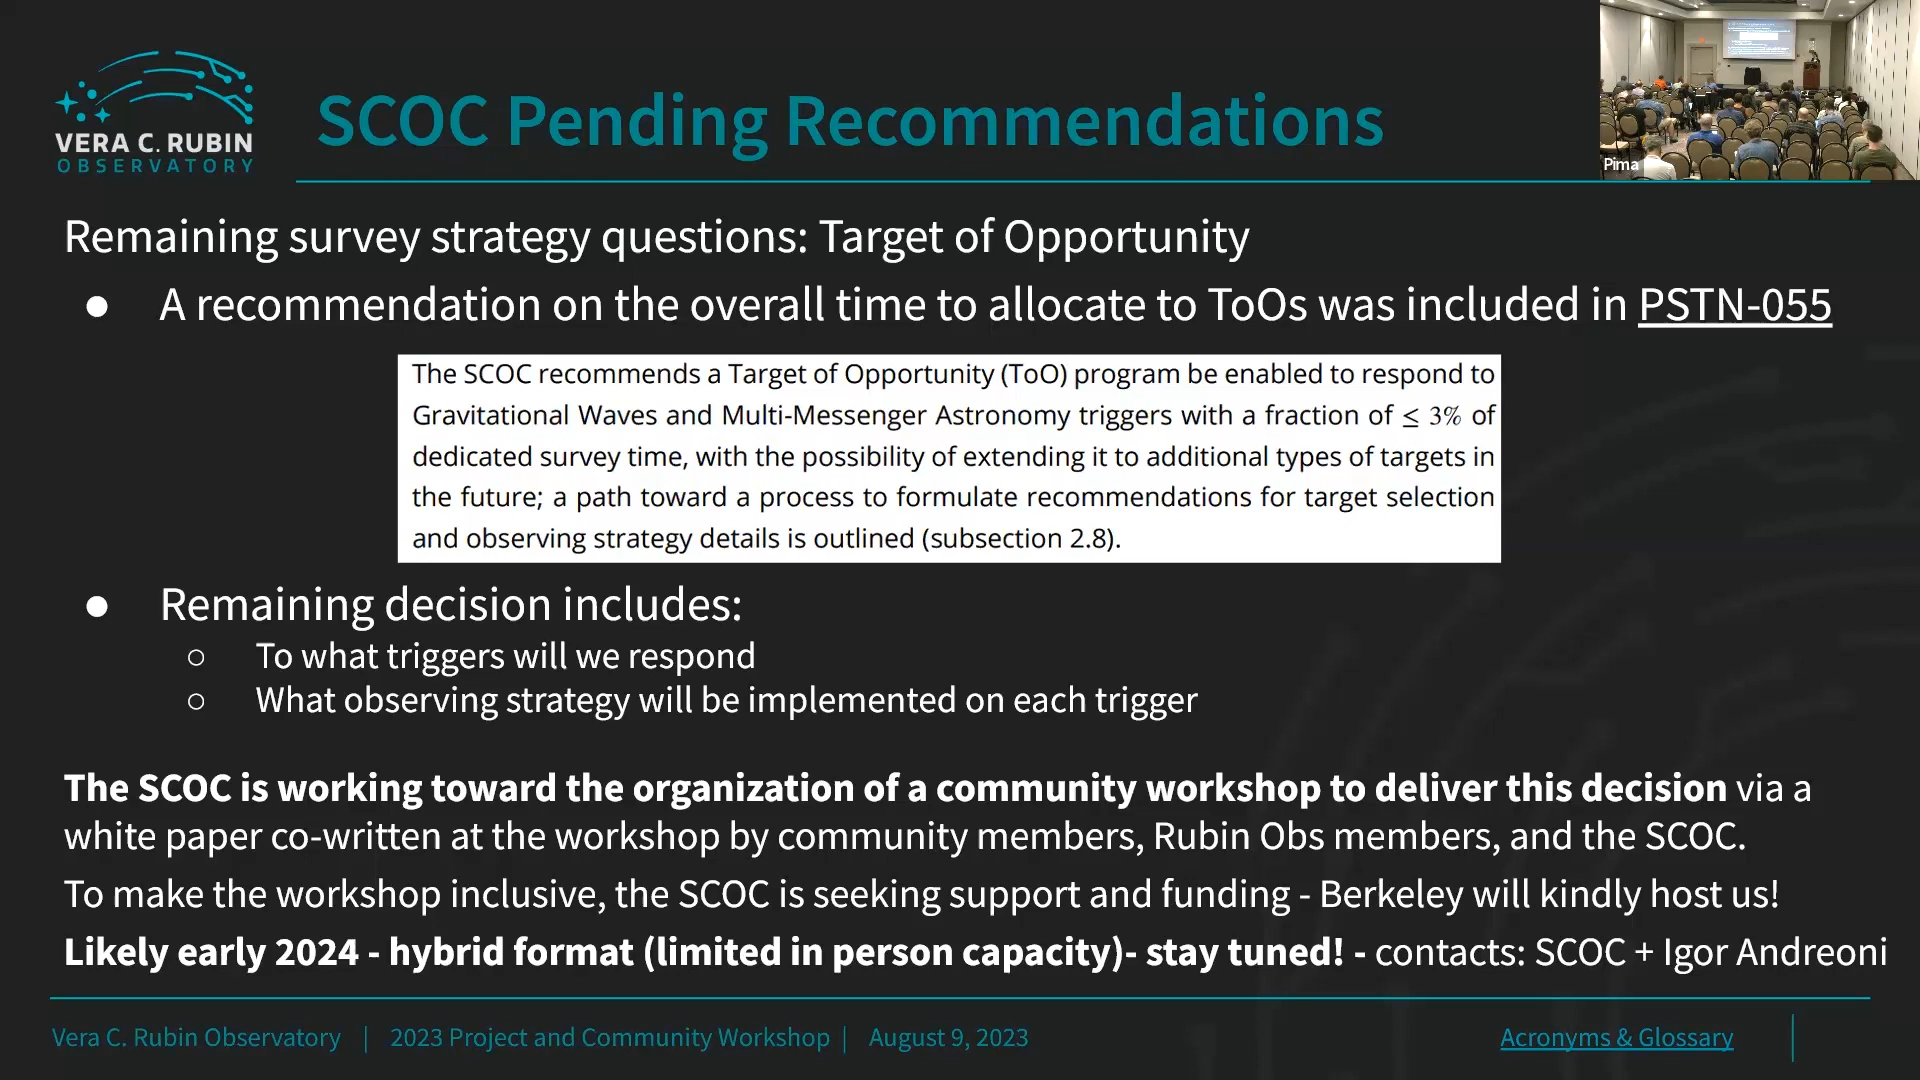 VERA C. RUBIN
OBSERVATORY
SCOC Pending Recommendations
Pima
Remaining survey strategy questions: Target of Opportunity
● A recommendation on the overall time to allocate to ToOs was included in PSTN-055
The SCOC recommends a Target of Opportunity (ToO) program be enabled to respond to
Gravitational Waves and Multi-Messenger Astronomy triggers with a fraction of ≤ 3% of
dedicated survey time, with the possibility of extending it to additional types of targets in
the future; a path toward a process to formulate recommendations for target selection
and observing strategy details is outlined (subsection 2.8).
● Remaining decision includes:
○ To what triggers will we respond
○ What observing strategy will be implemented on each trigger
The SCOC is working toward the organization of a community workshop to deliver this decision via a
white paper co-written at the workshop by community members, Rubin Obs members, and the SCOC.
To make the workshop inclusive, the SCOC is seeking support and funding - Berkeley will kindly host us!
Likely early 2024 - hybrid format (limited in person capacity)- stay tuned! - contacts: SCOC + Igor Andreoni
Vera C. Rubin Observatory | 2023 Project and Community Workshop | August 9, 2023
Acronyms & Glossary